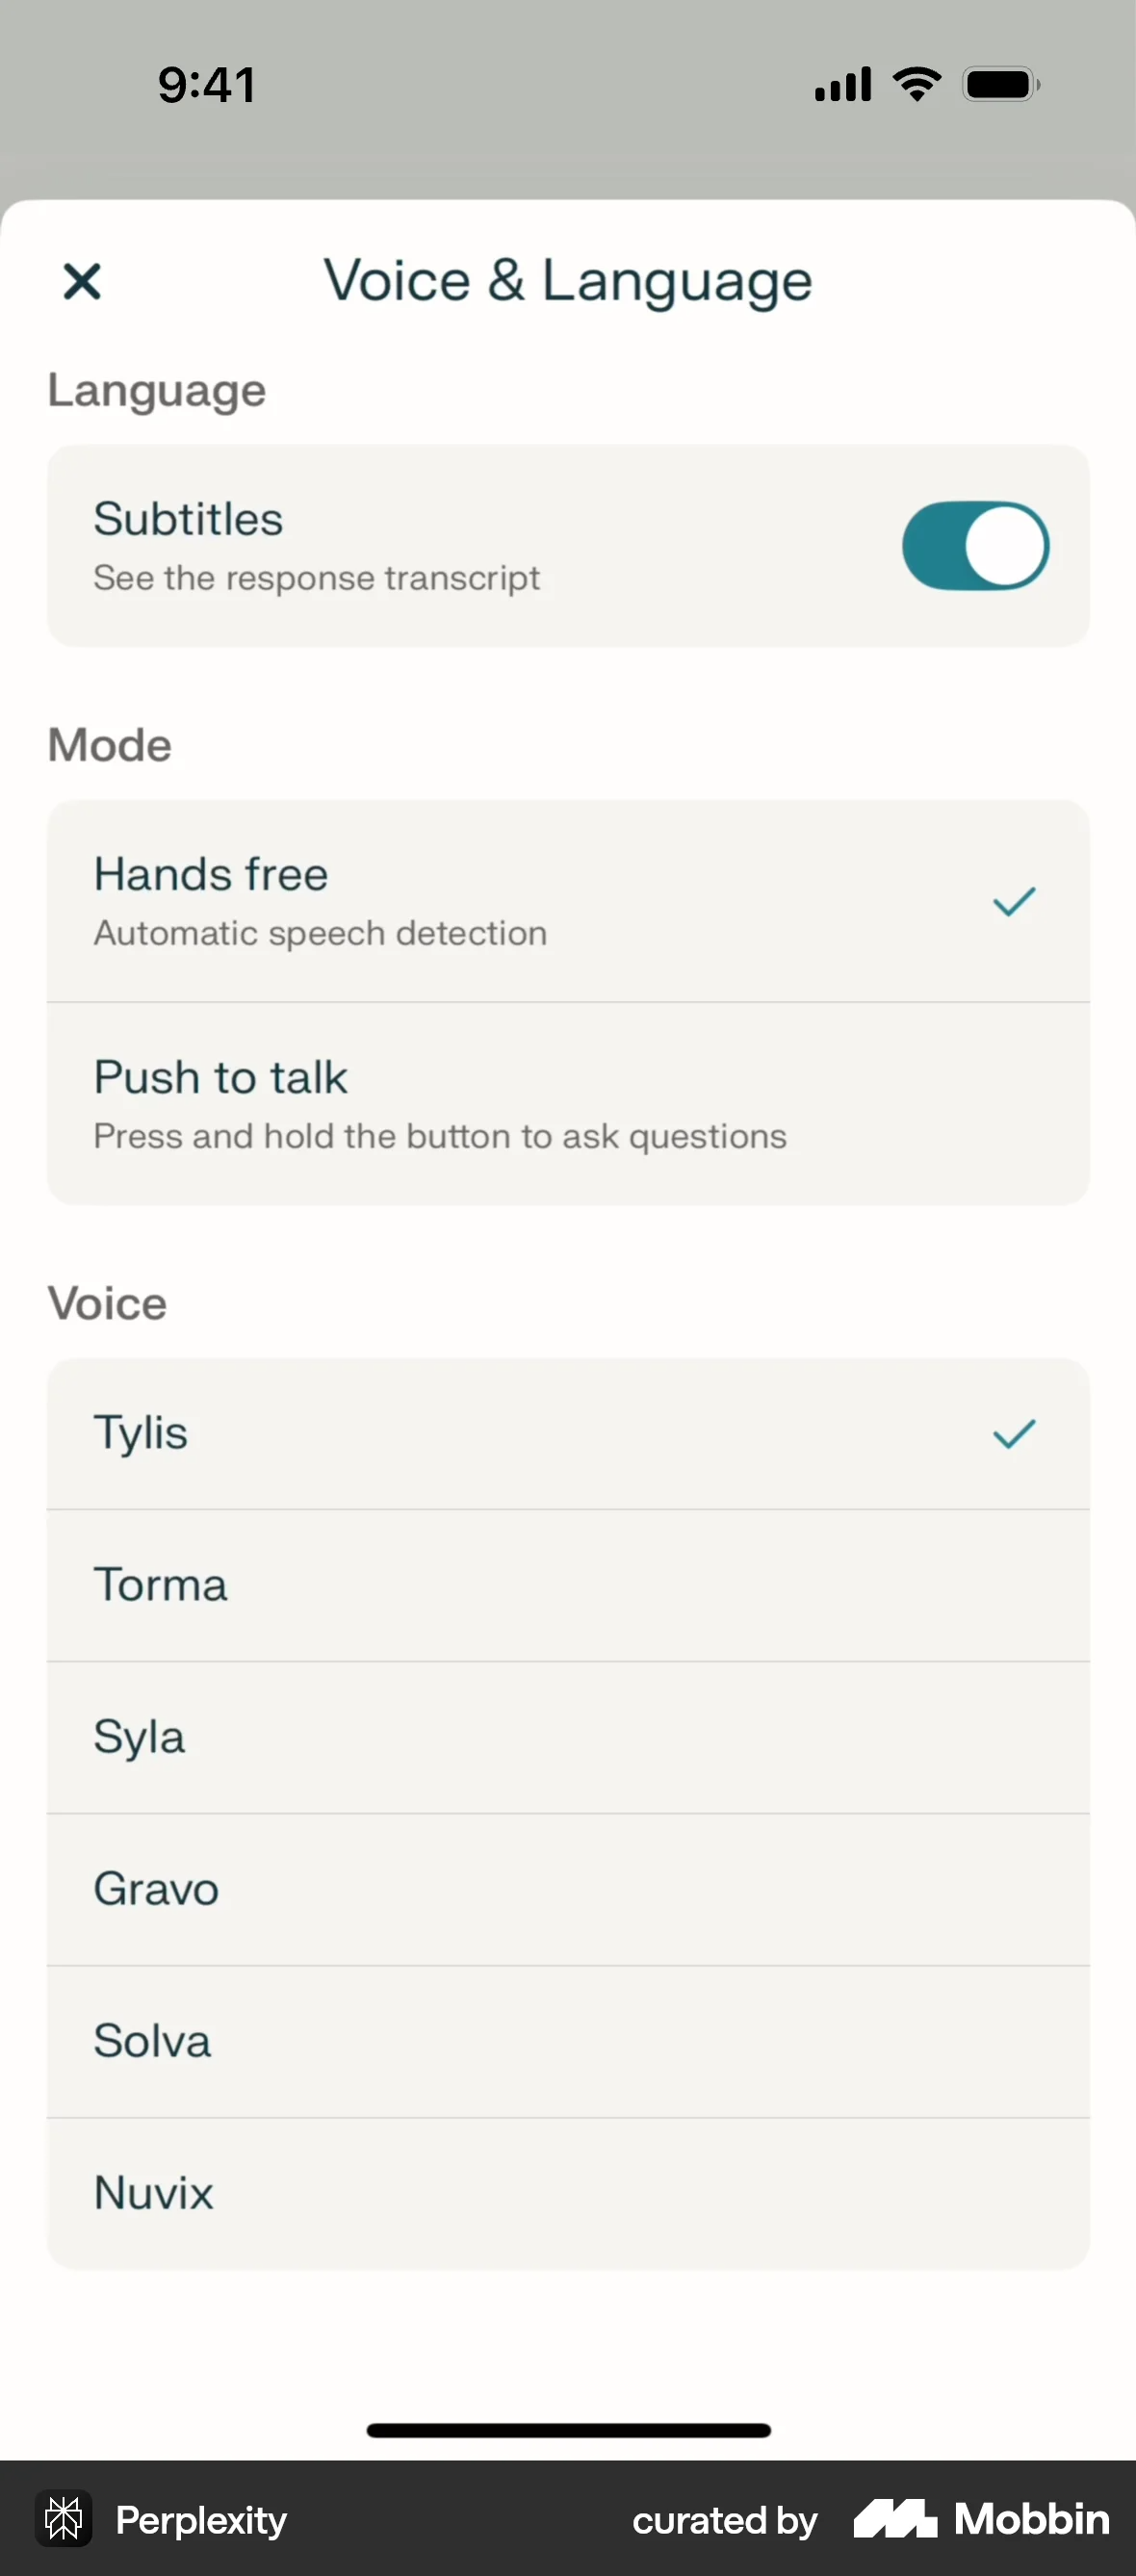 9:41
Voice & Language
Language
Subtitles
See the response transcript
Mode
Hands free
Automatic speech detection
Push to talk
Press and hold the button to ask questions
Voice
Tylis
Torma
Syla
Gravo
Solva
Nuvix
Perplexity
curated by Mobbin